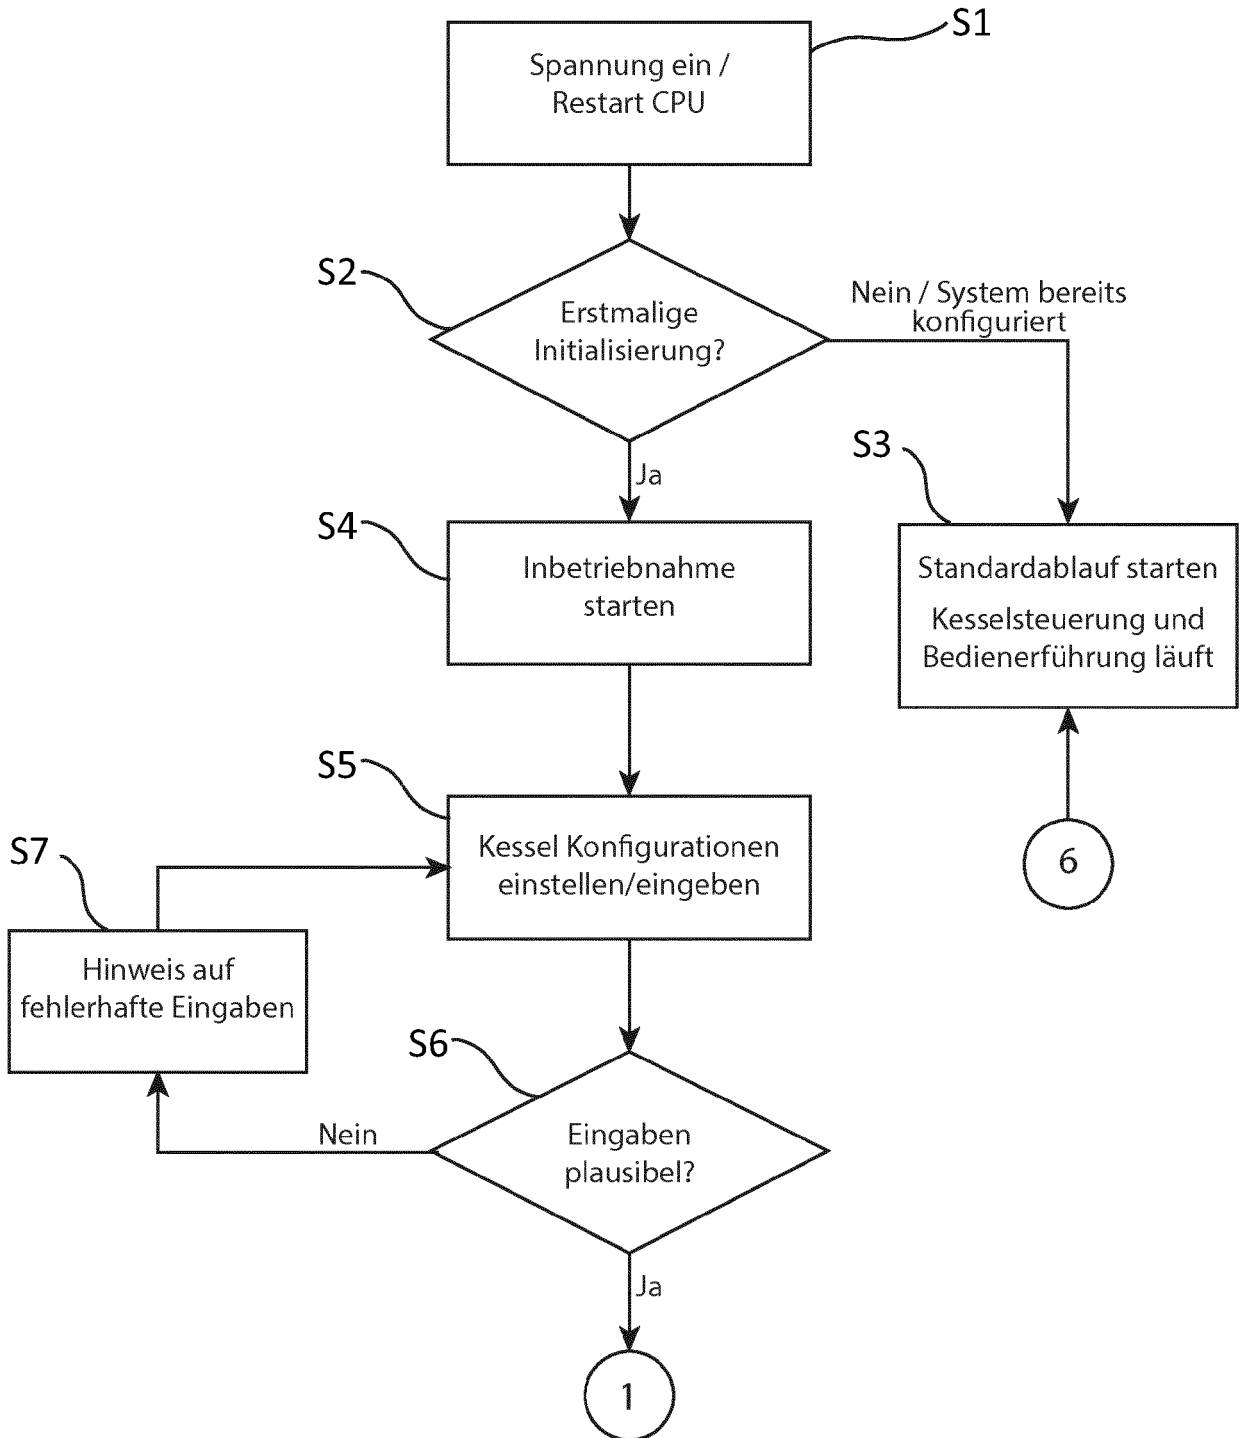 S1
Spannung ein /
Restart CPU
S2
Erstmalige
Initialisierung?
Nein / System bereits
konfiguriert
Ja
S3
Standardablauf starten
Kesselsteuerung und
Bedienerführung läuft
S4
Inbetriebnahme
starten
S5
Kessel Konfigurationen
einstellen/eingeben
6
S7
Hinweis auf
fehlerhafte Eingaben
S6
Eingaben
plausibel?
Nein
Ja
1